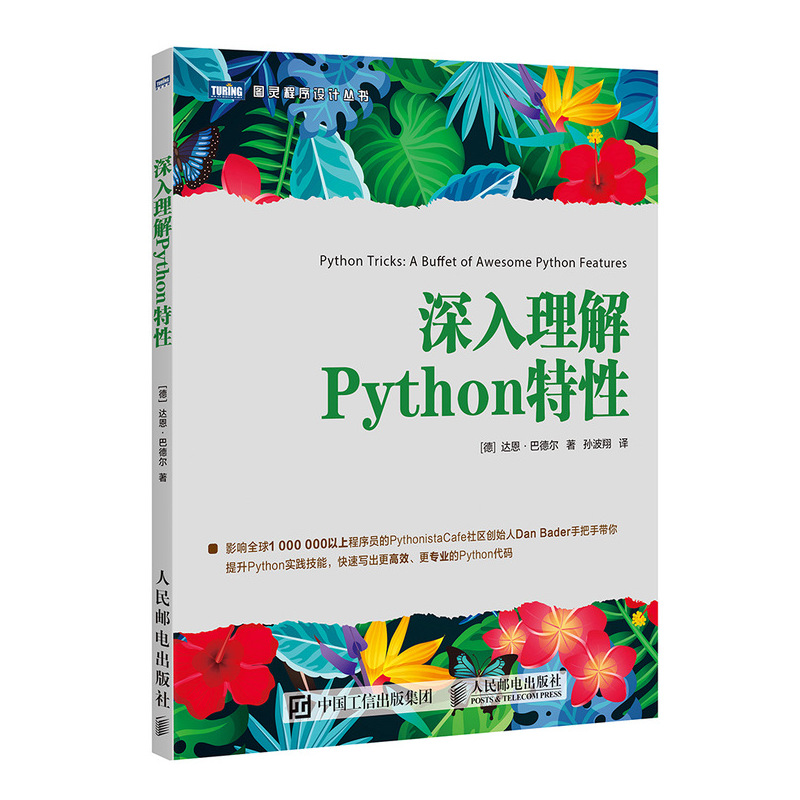 TURING 图灵程序设计丛书
Python Tricks: A Buffet of Awesome Python Features
深入理解
Python特性
[德] 达恩·巴德尔 著 孙波翔 译
影响全球1 000 000以上程序员的PythonistaCafe社区创始人Dan Bader手把手带你
提升Python实践技能，快速写出更高效、更专业的Python代码
中国工信出版集团
人民邮电出版社
POSTS & TELECOM PRESS
TURING
深入理解Python特性
[德] 达恩·巴德尔 著
人民邮电出版社